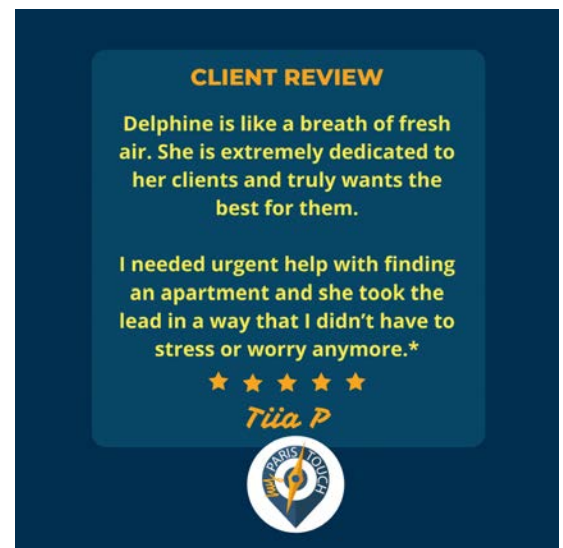 CLIENT REVIEW
Delphine is like a breath of fresh
air. She is extremely dedicated to
her clients and truly wants the
best for them.
I needed urgent help with finding
an apartment and she took the
lead in a way that I didn’t have to
stress or worry anymore.*
Tiia P
my PARIS TOUCH